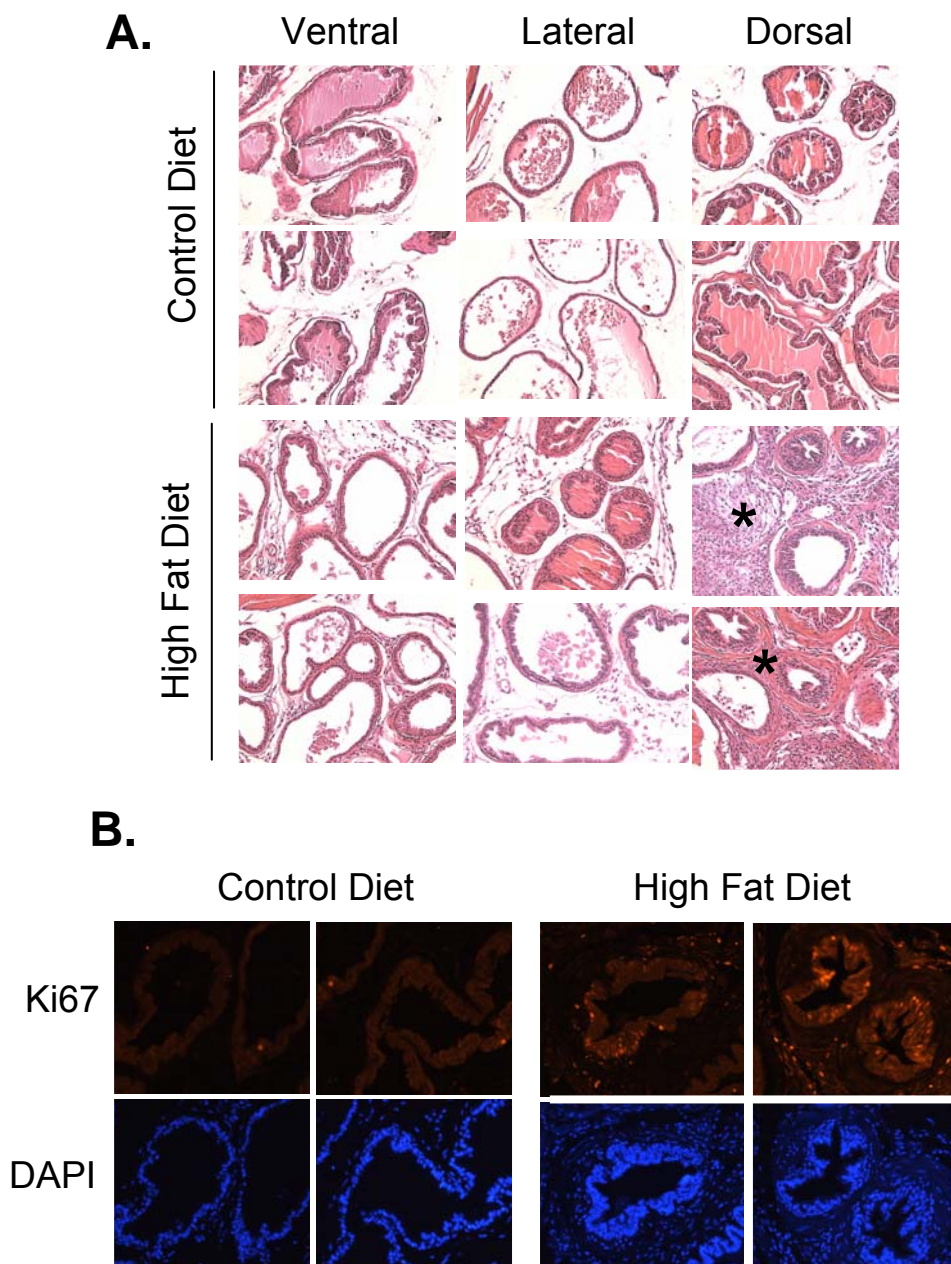 A.
Ventral Lateral Dorsal
Control Diet
High Fat Diet
*
*
B.
Control Diet High Fat Diet
Ki67
DAPI